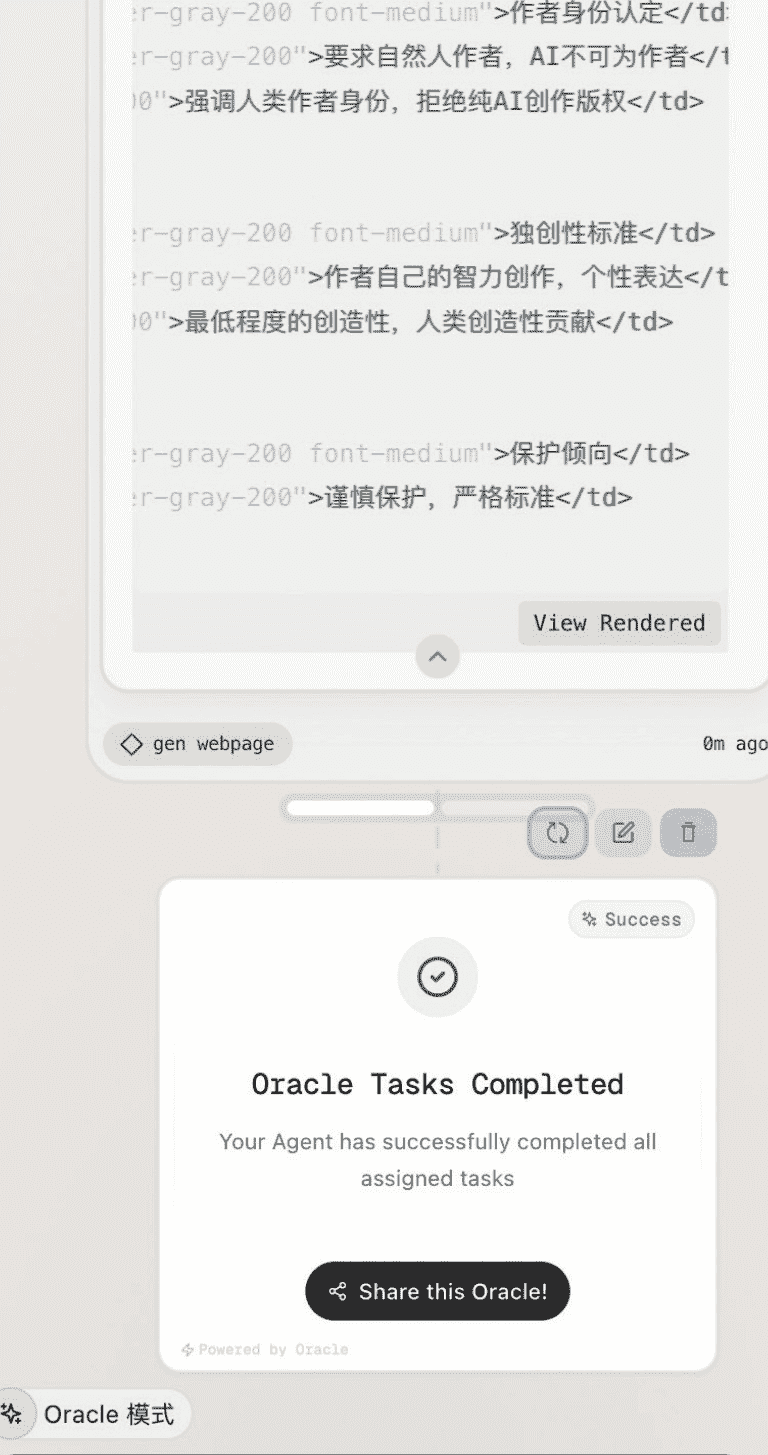 er-gray-200 font-medium">作者身份认定</td>
er-gray-200">要求自然人作者，AI不可为作者</t
00">强调人类作者身份，拒绝纯AI创作版权</td>
er-gray-200 font-medium">独创性标准</td>
er-gray-200">作者自己的智力创作，个性表达</t
00">最低程度的创造性，人类创造性贡献</td>
er-gray-200 font-medium">保护倾向</td>
er-gray-200">谨慎保护，严格标准</td>
View Rendered
gen webpage
0m ago
Success
Oracle Tasks Completed
Your Agent has successfully completed all
assigned tasks
Share this Oracle!
Powered by Oracle
Oracle 模式